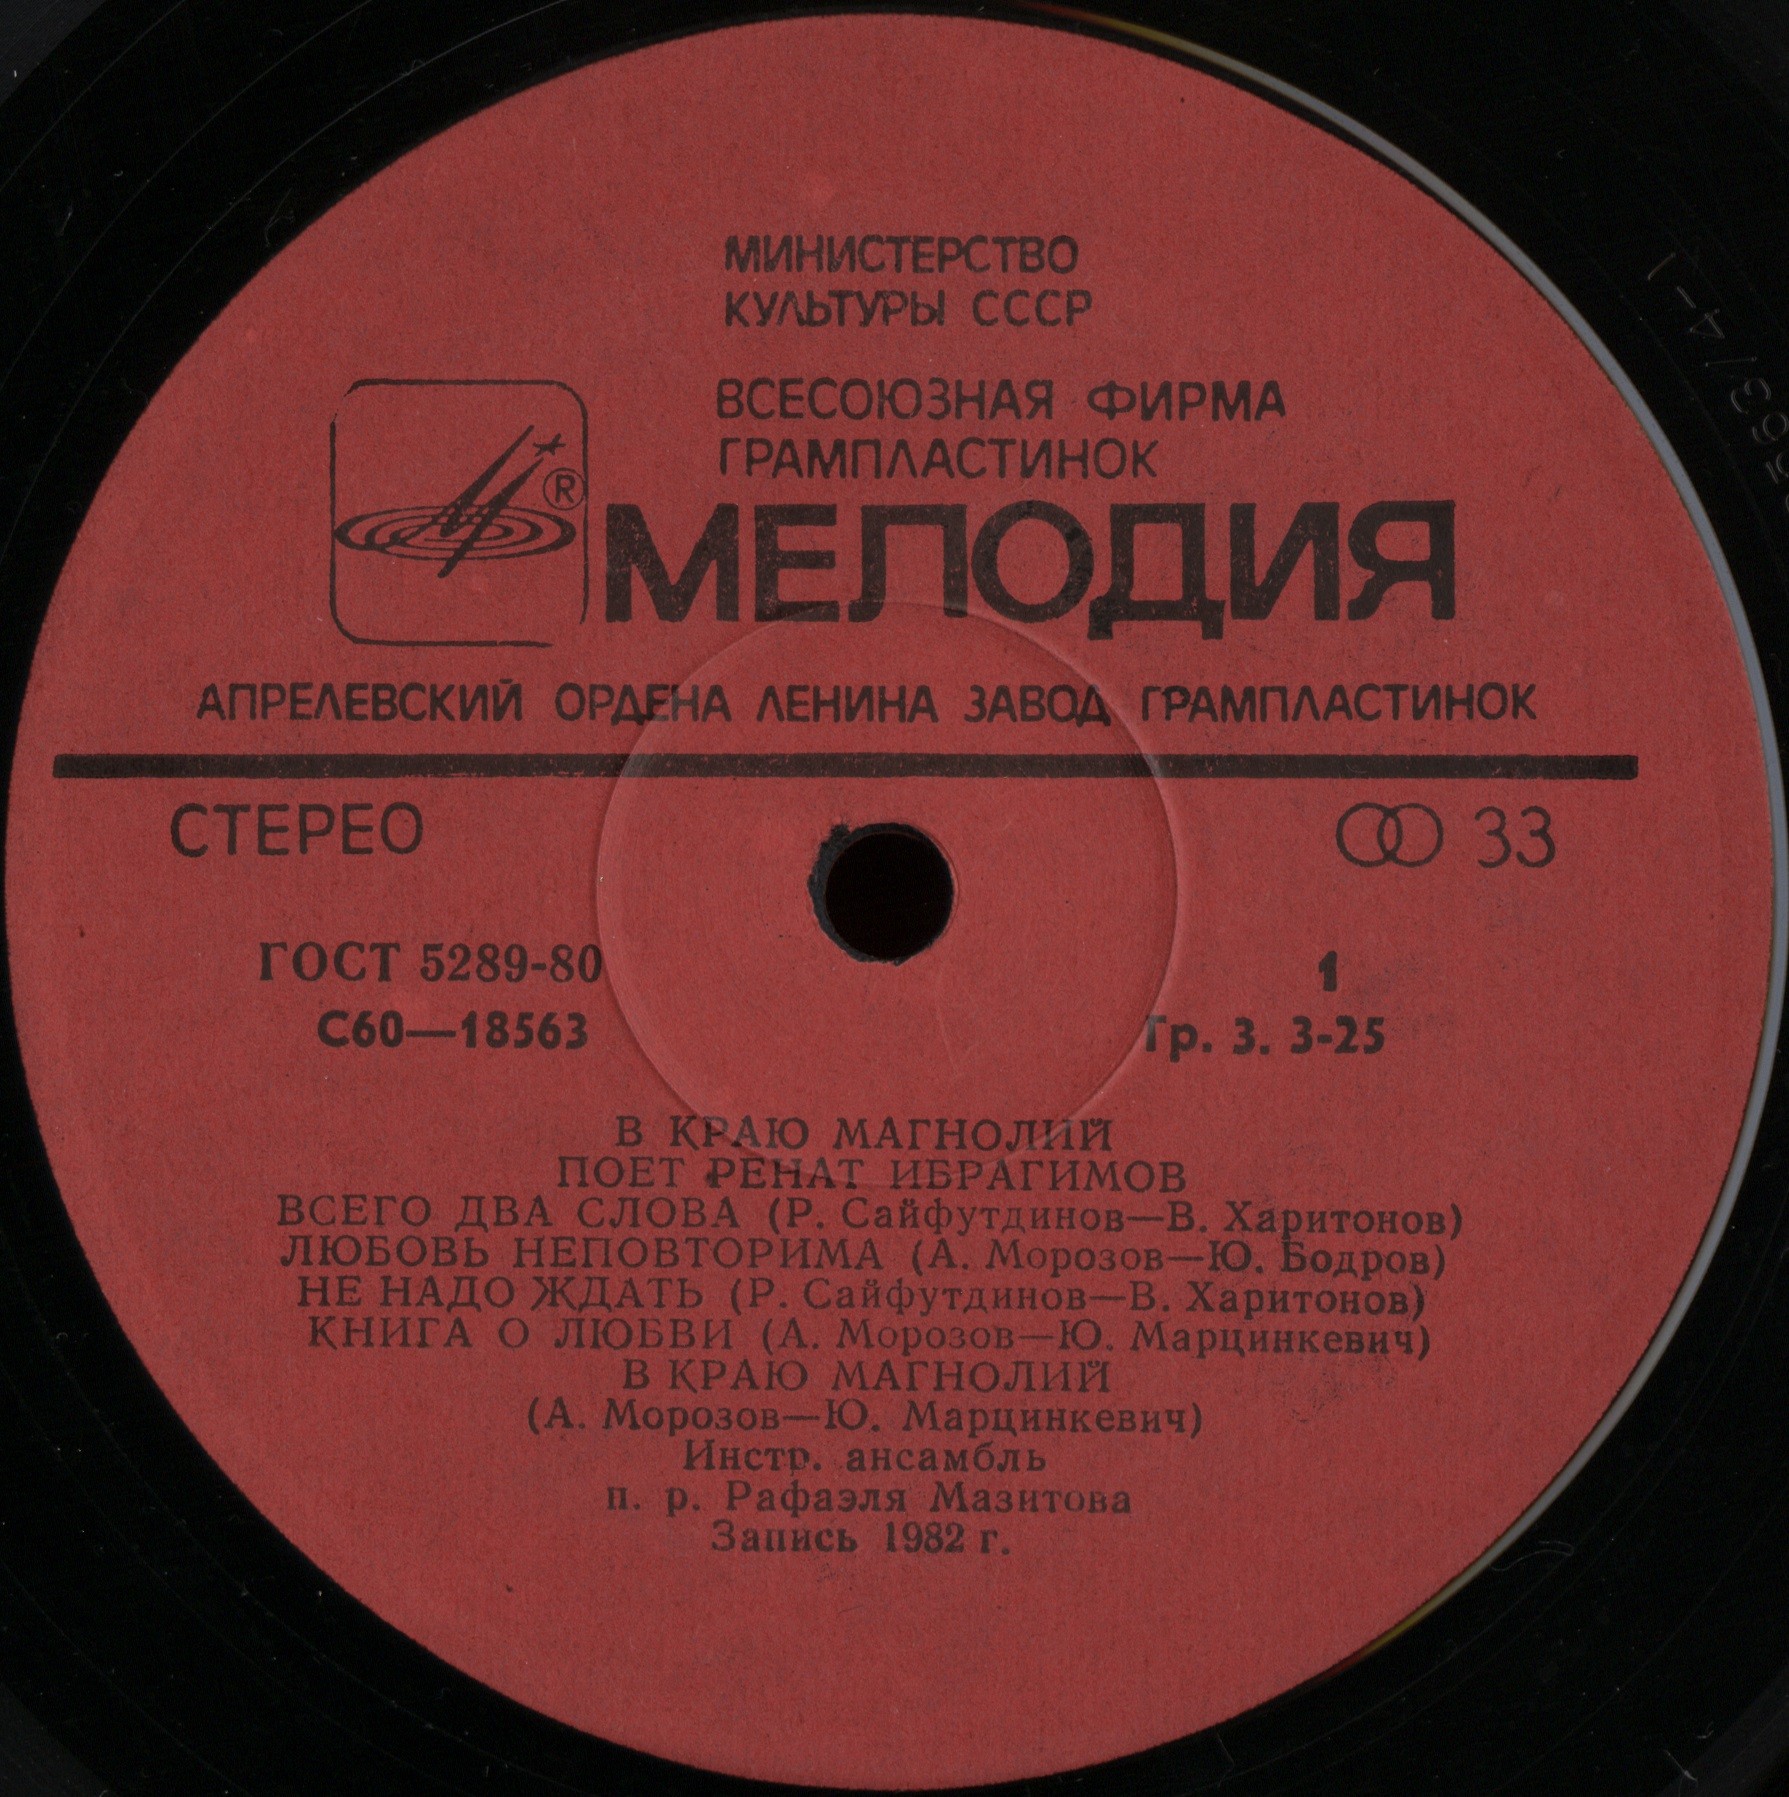 МИНИСТЕРСТВО
КУЛЬТУРЫ СССР
ВСЕСОЮЗНАЯ ФИРМА
ГРАМПЛАСТИНОК
®
МЕЛОДИЯ
АПРЕЛЕВСКИЙ ОРДЕНА ЛЕНИНА ЗАВОД ГРАМПЛАСТИНОК
СТЕРЕО
33
ГОСТ 5289-80
1
С60—18563
Гр. 3. 3-25
В КРАЮ МАГНОЛИЙ
ПОЕТ РЕНАТ ИБРАГИМОВ
ВСЕГО ДВА СЛОВА (Р. Сайфутдинов—В. Харитонов)
ЛЮБОВЬ НЕПОВТОРИМА (А. Морозов—Ю. Бодров)
НЕ НАДО ЖДАТЬ (Р. Сайфутдинов—В. Харитонов)
КНИГА О ЛЮБВИ (А. Морозов—Ю. Марцинкевич)
В КРАЮ МАГНОЛИЙ
(А. Морозов—Ю. Марцинкевич)
Инстр. ансамбль
п. р. Рафаэля Мазитова
Запись 1982 г.